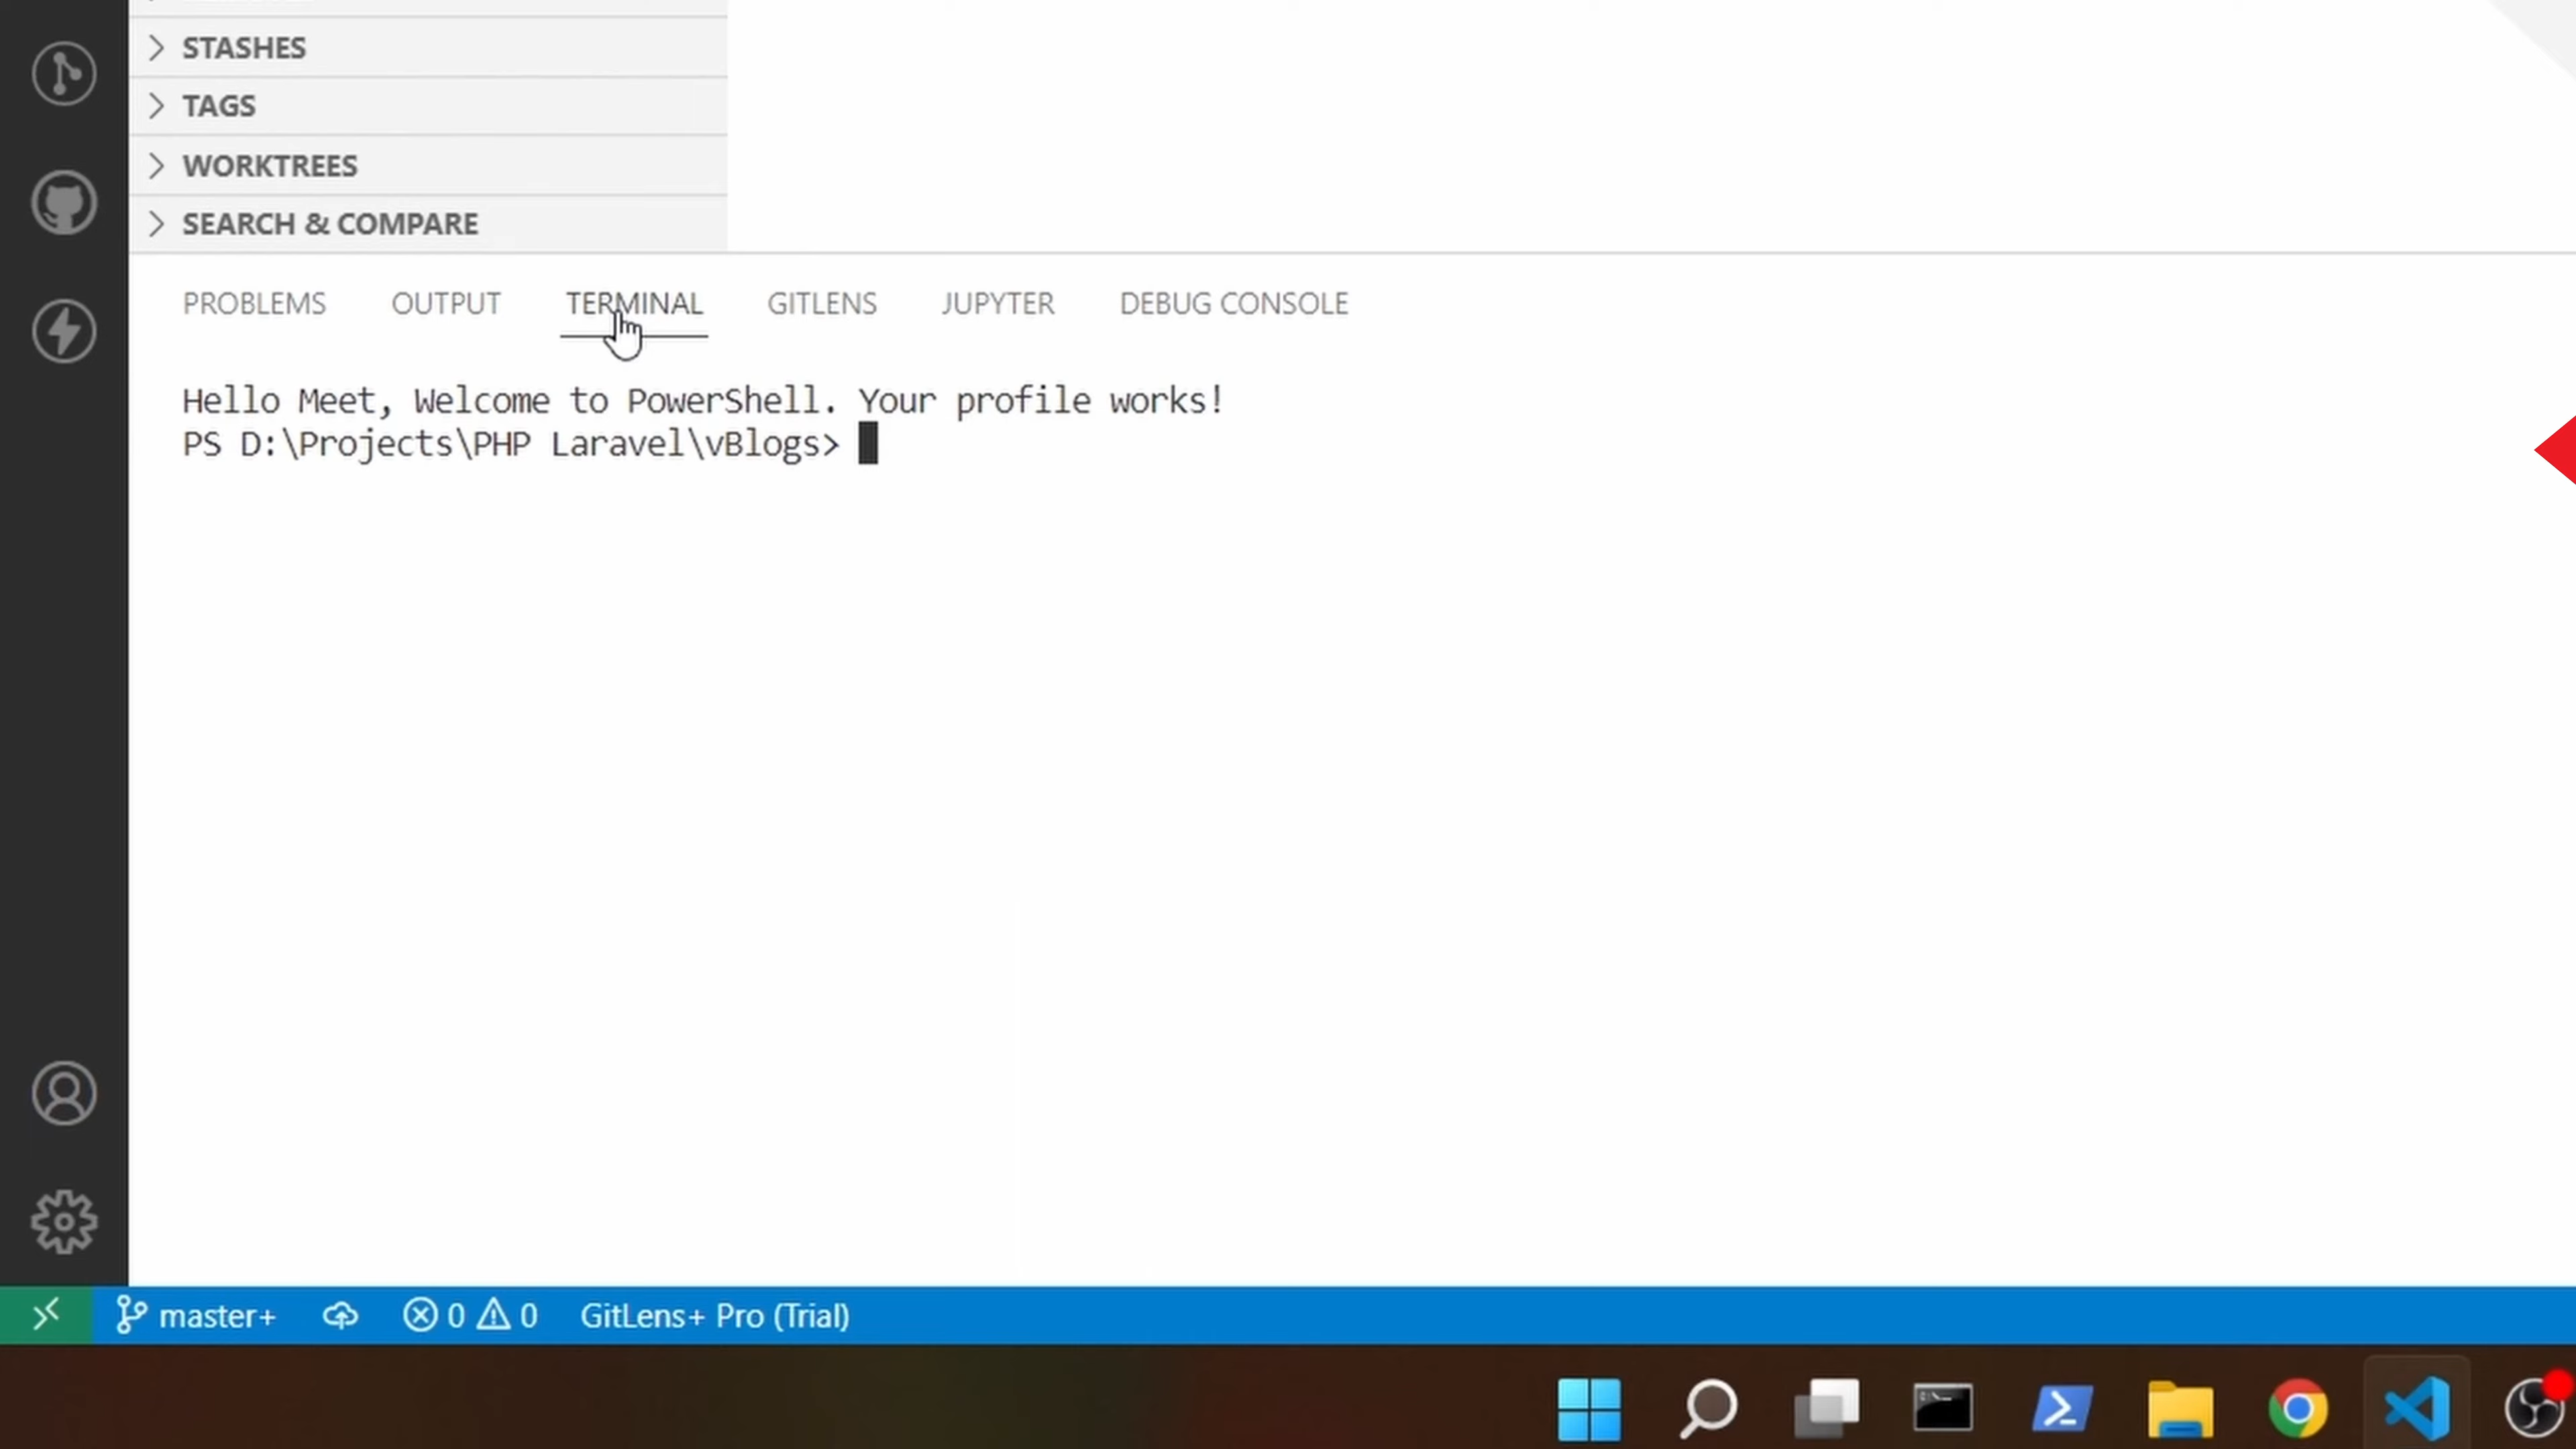 STASHES
TAGS
WORKTREES
SEARCH & COMPARE
PROBLEMS OUTPUT TERMINAL GITLENS JUPYTER DEBUG CONSOLE
Hello Meet, Welcome to PowerShell. Your profile works!
PS D:\Projects\PHP Laravel\vBlogs>
master+ 0 0 GitLens+ Pro (Trial)